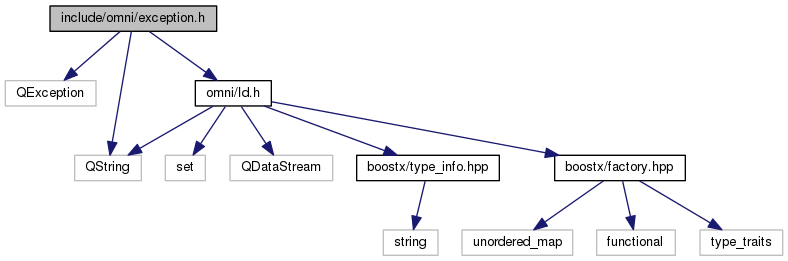 include/omni/exception.h
QException
omni/Id.h
QString
set
QDataStream
boostx/type_info.hpp
boostx/factory.hpp
string
unordered_map
functional
type_traits